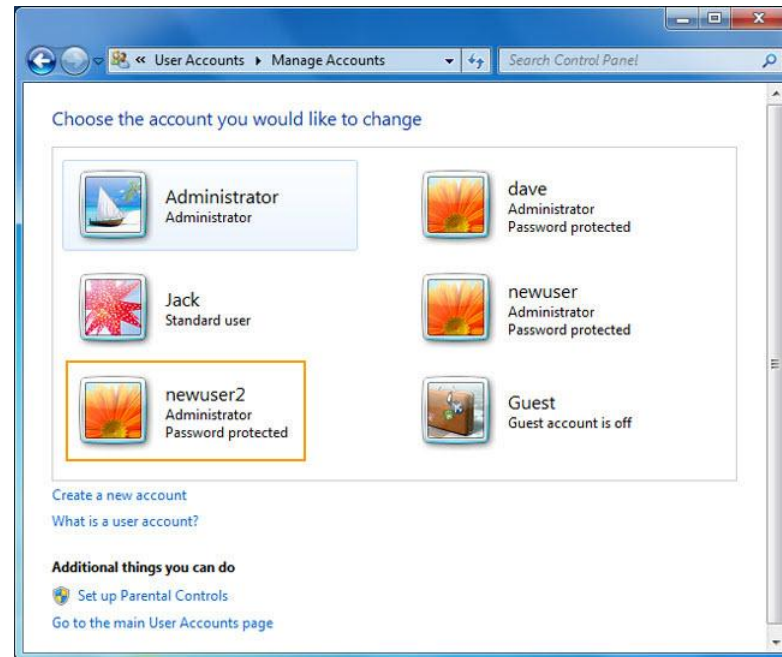 « User Accounts ▸ Manage Accounts
Search Control Panel
Choose the account you would like to change
Administrator
Administrator
dave
Administrator
Password protected
Jack
Standard user
newuser
Administrator
Password protected
newuser2
Administrator
Password protected
Guest
Guest account is off
Create a new account
What is a user account?
Additional things you can do
Set up Parental Controls
Go to the main User Accounts page